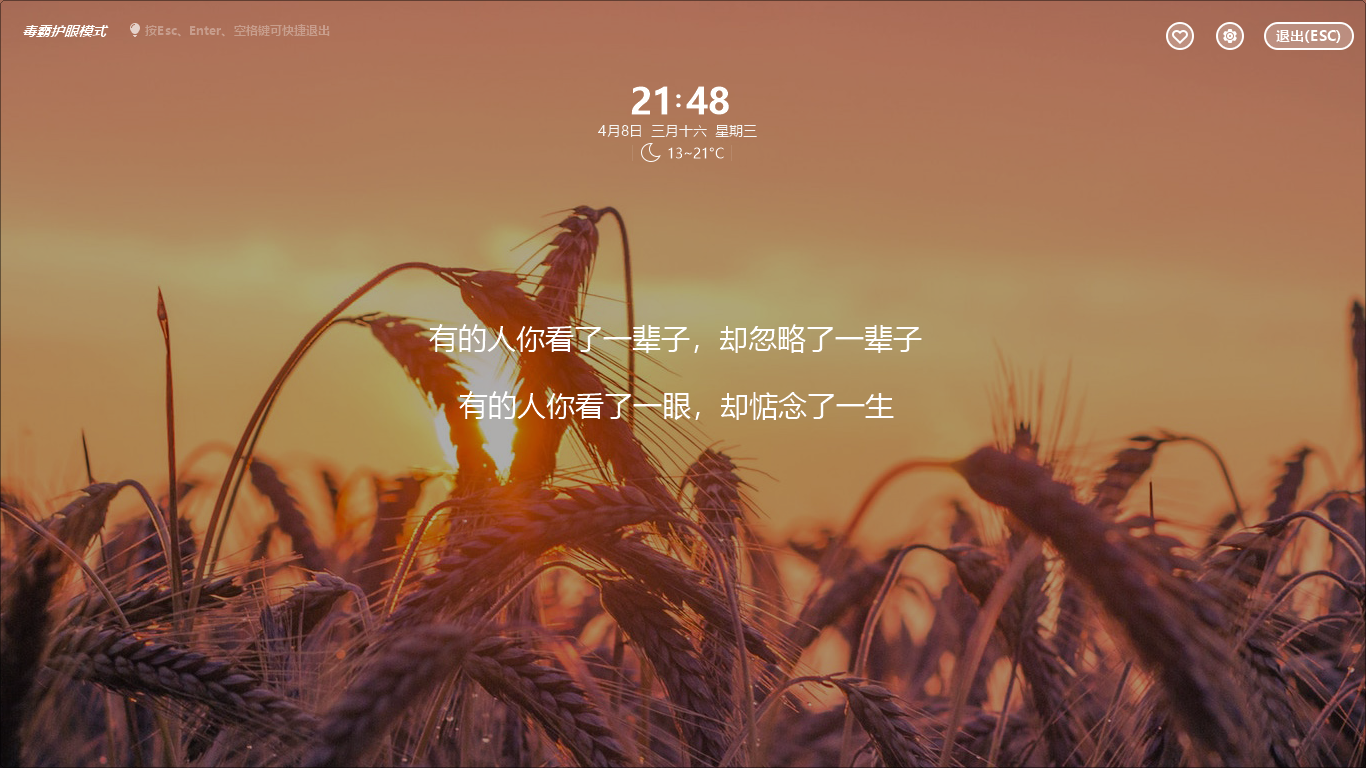 毒霸护眼模式 按Esc、Enter、空格键可快捷退出
退出(ESC)
21:48
4月8日 三月十六 星期三
13~21°C
有的人你看了一辈子，却忽略了一辈子
有的人你看了一眼，却惦念了一生